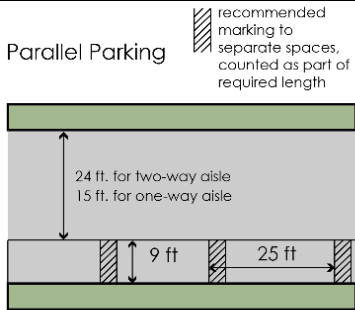 Parallel Parking
recommended
marking to
separate spaces,
counted as part of
required length
24 ft. for two-way aisle
15 ft. for one-way aisle
9 ft
25 ft